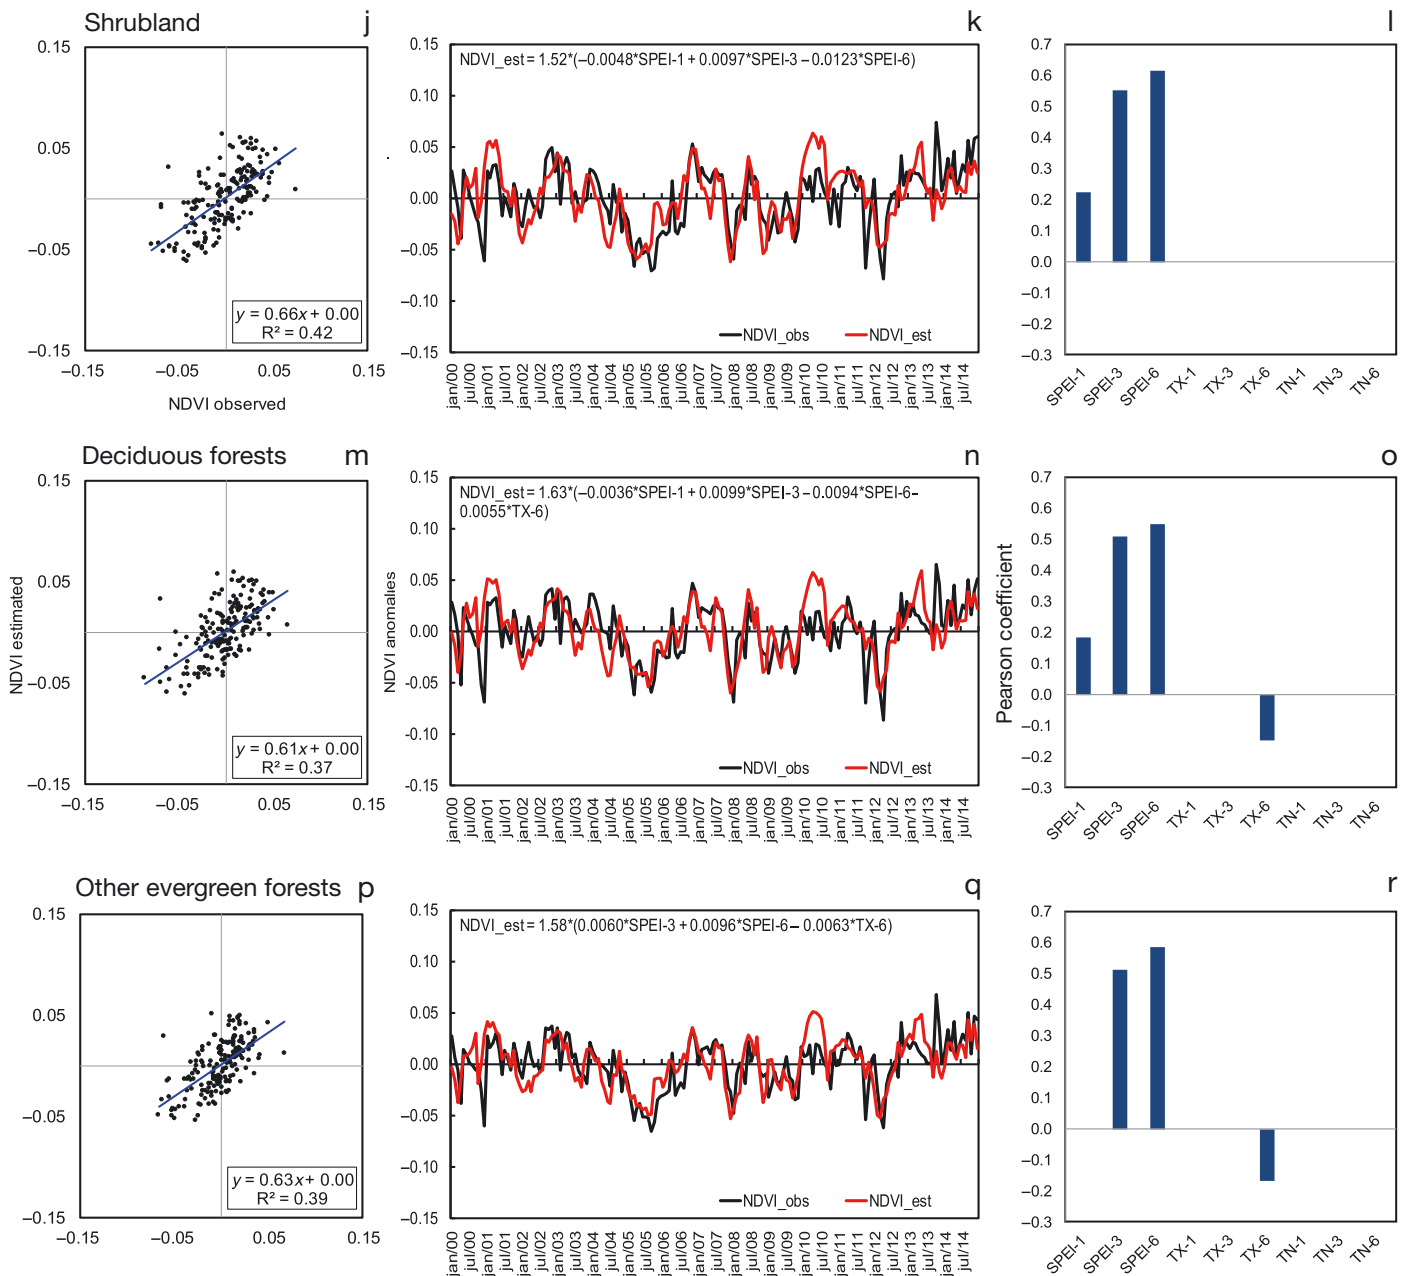 Shrubland j
0.15
0.05
–0.05
–0.15
–0.15 –0.05 0.05 0.15
NDVI observed
y = 0.66x + 0.00
R² = 0.42
k
NDVI_est = 1.52*(–0.0048*SPEI-1 + 0.0097*SPEI-3 – 0.0123*SPEI-6)
0.15
0.10
0.05
0.00
–0.05
–0.10
–0.15
NDVI_obs NDVI_est
jan/00 jul/00 jan/01 jul/01 jan/02 jul/02 jan/03 jul/03 jan/04 jul/04 jan/05 jul/05 jan/06 jul/06 jan/07 jul/07 jan/08 jul/08 jan/09 jul/09 jan/10 jul/10 jan/11 jul/11 jan/12 jul/12 jan/13 jul/13 jan/14 jul/14
l
0.7
0.6
0.5
0.4
0.3
0.2
0.1
0.0
–0.1
–0.2
–0.3
SPEI-1 SPEI-3 SPEI-6 TX-1 TX-3 TX-6 TN-1 TN-3 TN-6
Deciduous forests m
NDVI estimated
0.15
0.05
–0.05
–0.15
–0.15 –0.05 0.05 0.15
y = 0.61x + 0.00
R² = 0.37
n
NDVI_est = 1.63*(–0.0036*SPEI-1 + 0.0099*SPEI-3 – 0.0094*SPEI-6 –
0.0055*TX-6)
NDVI anomalies
0.15
0.10
0.05
0.00
–0.05
–0.10
–0.15
NDVI_obs NDVI_est
jan/00 jul/00 jan/01 jul/01 jan/02 jul/02 jan/03 jul/03 jan/04 jul/04 jan/05 jul/05 jan/06 jul/06 jan/07 jul/07 jan/08 jul/08 jan/09 jul/09 jan/10 jul/10 jan/11 jul/11 jan/12 jul/12 jan/13 jul/13 jan/14 jul/14
o
Pearson coefficient
0.7
0.6
0.5
0.4
0.3
0.2
0.1
0.0
–0.1
–0.2
–0.3
SPEI-1 SPEI-3 SPEI-6 TX-1 TX-3 TX-6 TN-1 TN-3 TN-6
Other evergreen forests p
0.15
0.05
–0.05
–0.15
–0.15 –0.05 0.05 0.15
y = 0.63x + 0.00
R² = 0.39
q
NDVI_est = 1.58*(0.0060*SPEI-3 + 0.0096*SPEI-6 – 0.0063*TX-6)
0.15
0.10
0.05
0.00
–0.05
–0.10
–0.15
NDVI_obs NDVI_est
jan/00 jul/00 jan/01 jul/01 jan/02 jul/02 jan/03 jul/03 jan/04 jul/04 jan/05 jul/05 jan/06 jul/06 jan/07 jul/07 jan/08 jul/08 jan/09 jul/09 jan/10 jul/10 jan/11 jul/11 jan/12 jul/12 jan/13 jul/13 jan/14 jul/14
r
0.7
0.6
0.5
0.4
0.3
0.2
0.1
0.0
–0.1
–0.2
–0.3
SPEI-1 SPEI-3 SPEI-6 TX-1 TX-3 TX-6 TN-1 TN-3 TN-6